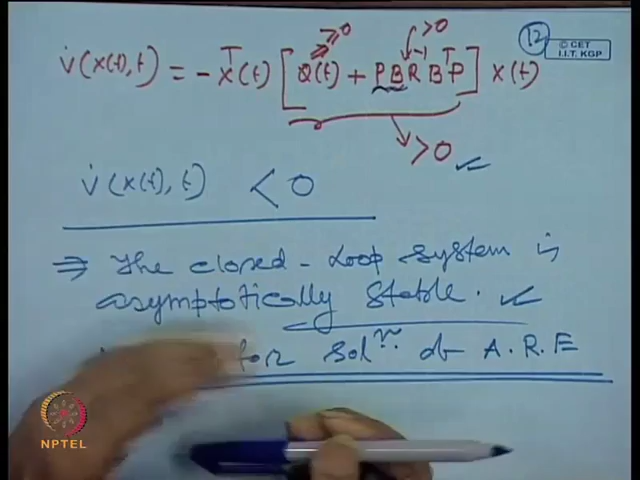 ≥0 >0 12
© CET
I.I.T. KGP
V̇(x(t),t) = -xᵀ(t) [Q(t) + PBR⁻¹BᵀP] x(t)
>0
V̇(x(t),t) < 0
⇒ The closed-loop system is
asymptotically stable.
for solⁿ. of A.R.E
NPTEL